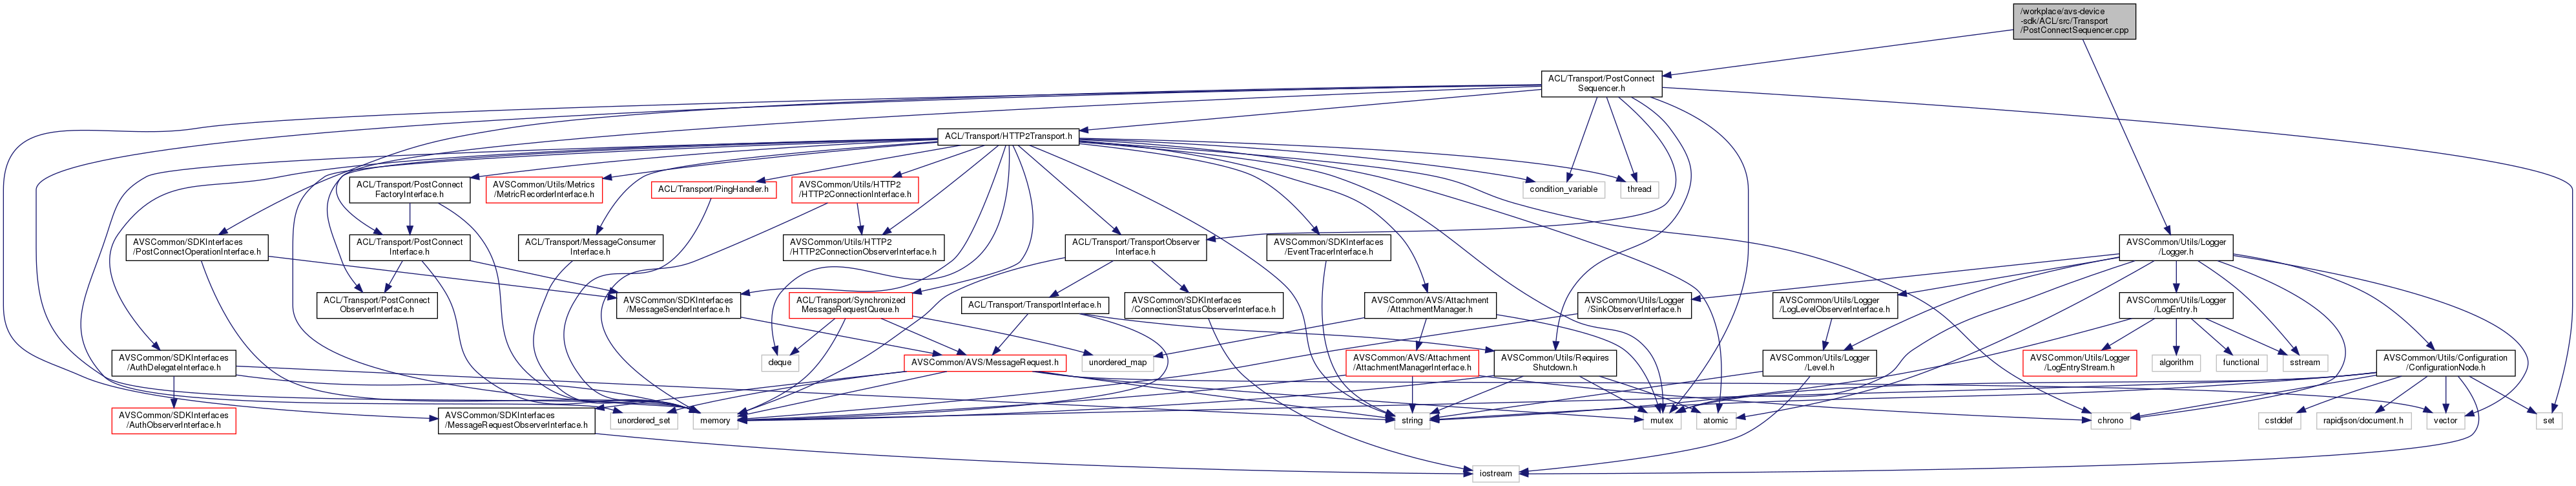 /workplace/avs-device
-sdk/ACL/src/Transport
/PostConnectSequencer.cpp
ACL/Transport/PostConnect
Sequencer.h
ACL/Transport/HTTP2Transport.h
ACL/Transport/PostConnect
FactoryInterface.h
AVSCommon/Utils/Metrics
/MetricRecorderInterface.h
ACL/Transport/PingHandler.h
AVSCommon/Utils/HTTP2
/HTTP2ConnectionInterface.h
condition_variable
thread
AVSCommon/SDKInterfaces
/PostConnectOperationInterface.h
ACL/Transport/PostConnect
Interface.h
ACL/Transport/MessageConsumer
Interface.h
AVSCommon/Utils/HTTP2
/HTTP2ConnectionObserverInterface.h
ACL/Transport/TransportObserver
Interface.h
AVSCommon/SDKInterfaces
/EventTracerInterface.h
AVSCommon/Utils/Logger
/Logger.h
ACL/Transport/PostConnect
ObserverInterface.h
AVSCommon/SDKInterfaces
/MessageSenderInterface.h
ACL/Transport/Synchronized
MessageRequestQueue.h
ACL/Transport/TransportInterface.h
AVSCommon/SDKInterfaces
/ConnectionStatusObserverInterface.h
AVSCommon/AVS/Attachment
/AttachmentManager.h
AVSCommon/Utils/Logger
/SinkObserverInterface.h
AVSCommon/Utils/Logger
/LogLevelObserverInterface.h
AVSCommon/Utils/Logger
/LogEntry.h
AVSCommon/SDKInterfaces
/AuthDelegateInterface.h
deque
AVSCommon/AVS/MessageRequest.h
unordered_map
AVSCommon/AVS/Attachment
/AttachmentManagerInterface.h
AVSCommon/Utils/Requires
Shutdown.h
AVSCommon/Utils/Logger
/Level.h
AVSCommon/Utils/Logger
/LogEntryStream.h
algorithm
functional
sstream
AVSCommon/Utils/Configuration
/ConfigurationNode.h
AVSCommon/SDKInterfaces
/AuthObserverInterface.h
AVSCommon/SDKInterfaces
/MessageRequestObserverInterface.h
unordered_set
memory
string
mutex
atomic
chrono
cstddef
rapidjson/document.h
vector
set
iostream